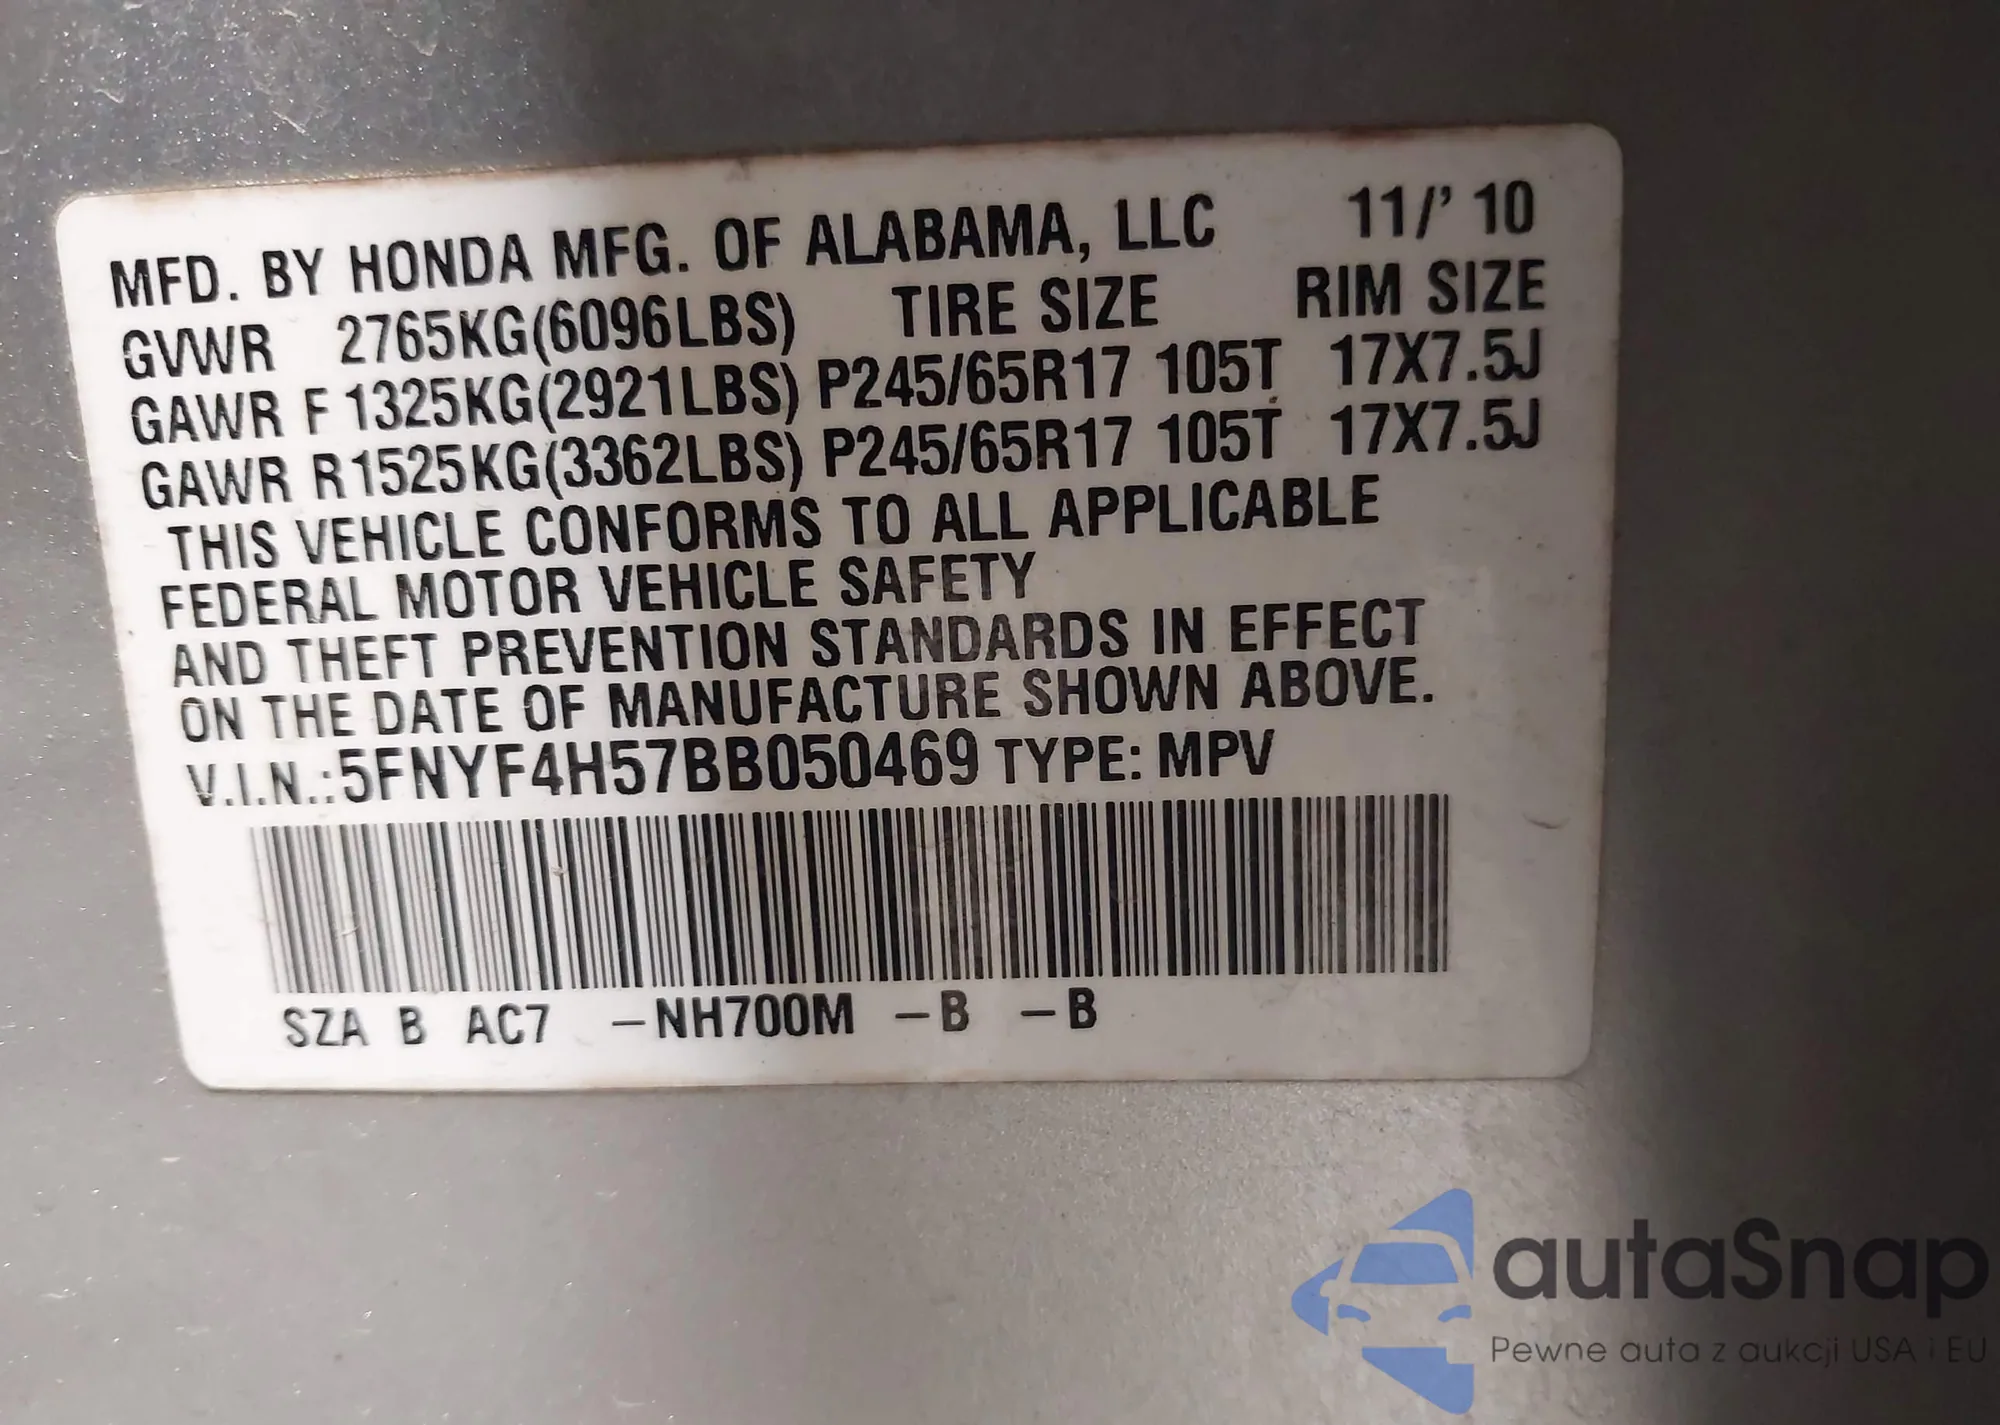 MFD. BY HONDA MFG. OF ALABAMA, LLC 11/' 10
GVWR 2765KG(6096LBS) TIRE SIZE RIM SIZE
GAWR F 1325KG(2921LBS) P245/65R17 105T 17X7.5J
GAWR R 1525KG(3362LBS) P245/65R17 105T 17X7.5J
THIS VEHICLE CONFORMS TO ALL APPLICABLE
FEDERAL MOTOR VEHICLE SAFETY
AND THEFT PREVENTION STANDARDS IN EFFECT
ON THE DATE OF MANUFACTURE SHOWN ABOVE.
V.I.N.:5FNYF4H57BB050469 TYPE: MPV
SZA B AC7 –NH700M –B –B
autaSnap
Pewne auta z aukcji USA i EU